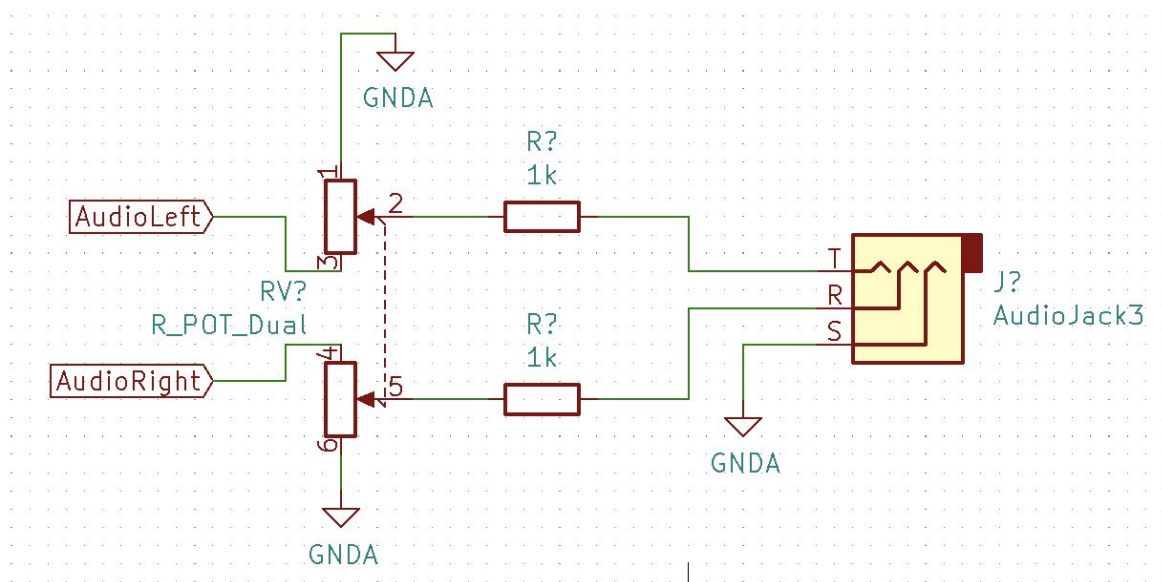 GNDA
R?
1k
1
AudioLeft
2
3
T
RV?
R
J?
R_POT_Dual
S
AudioJack3
R?
1k
4
AudioRight
5
6
GNDA
GNDA